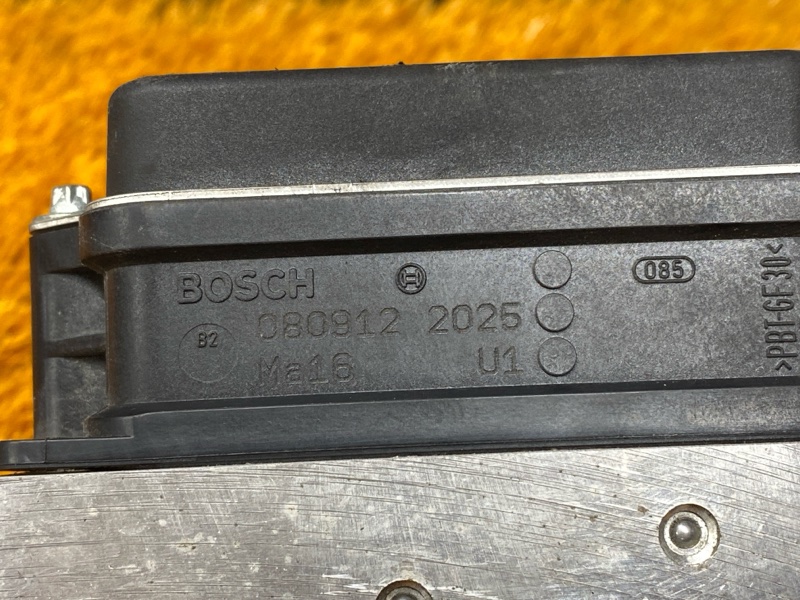 BOSCH
085
080912 2025
B2
Ma16 U1
>PBT-GF30<